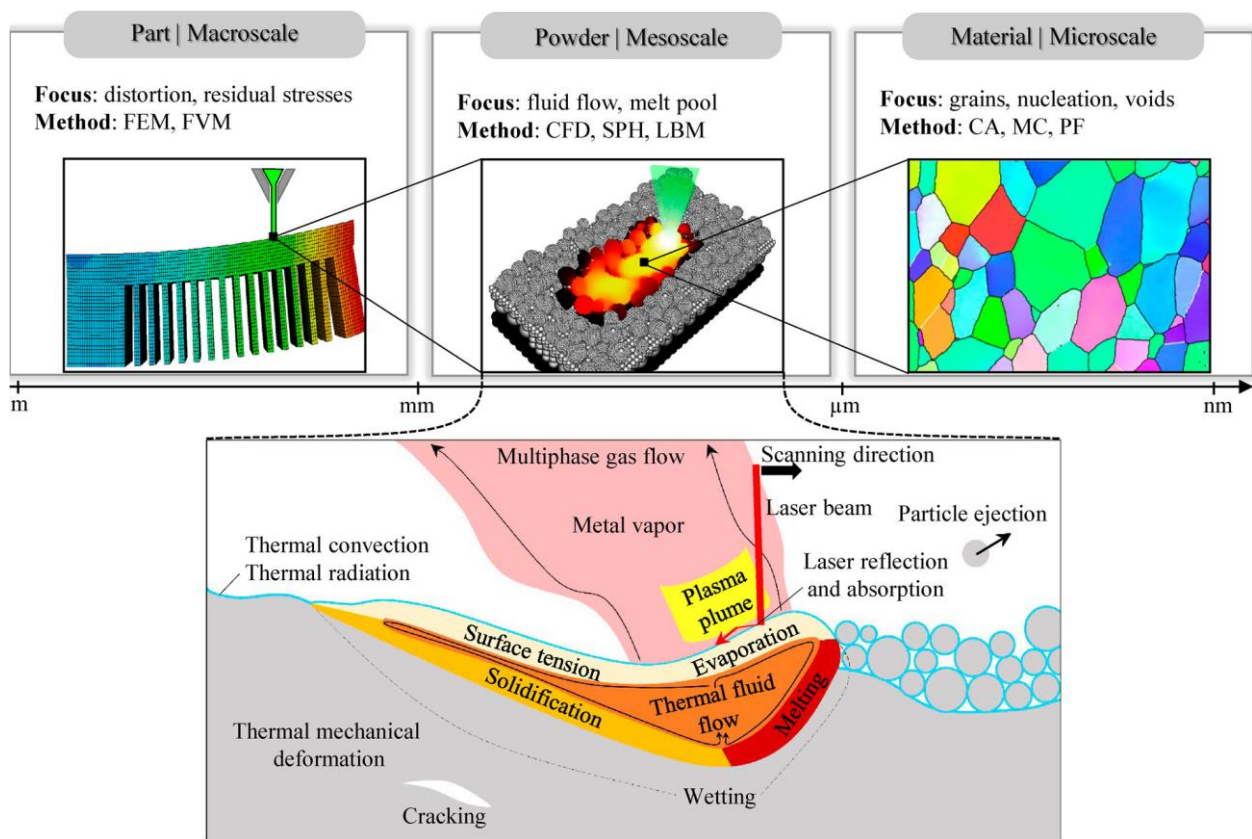 Part | Macroscale
Focus: distortion, residual stresses
Method: FEM, FVM
Powder | Mesoscale
Focus: fluid flow, melt pool
Method: CFD, SPH, LBM
Material | Microscale
Focus: grains, nucleation, voids
Method: CA, MC, PF
m
mm
μm
nm
Multiphase gas flow
Scanning direction
Laser beam
Metal vapor
Particle ejection
Thermal convection
Thermal radiation
Laser reflection
and absorption
Plasma
plume
Surface tension
Evaporation
Solidification
Thermal fluid
flow
Melting
Thermal mechanical
deformation
Wetting
Cracking